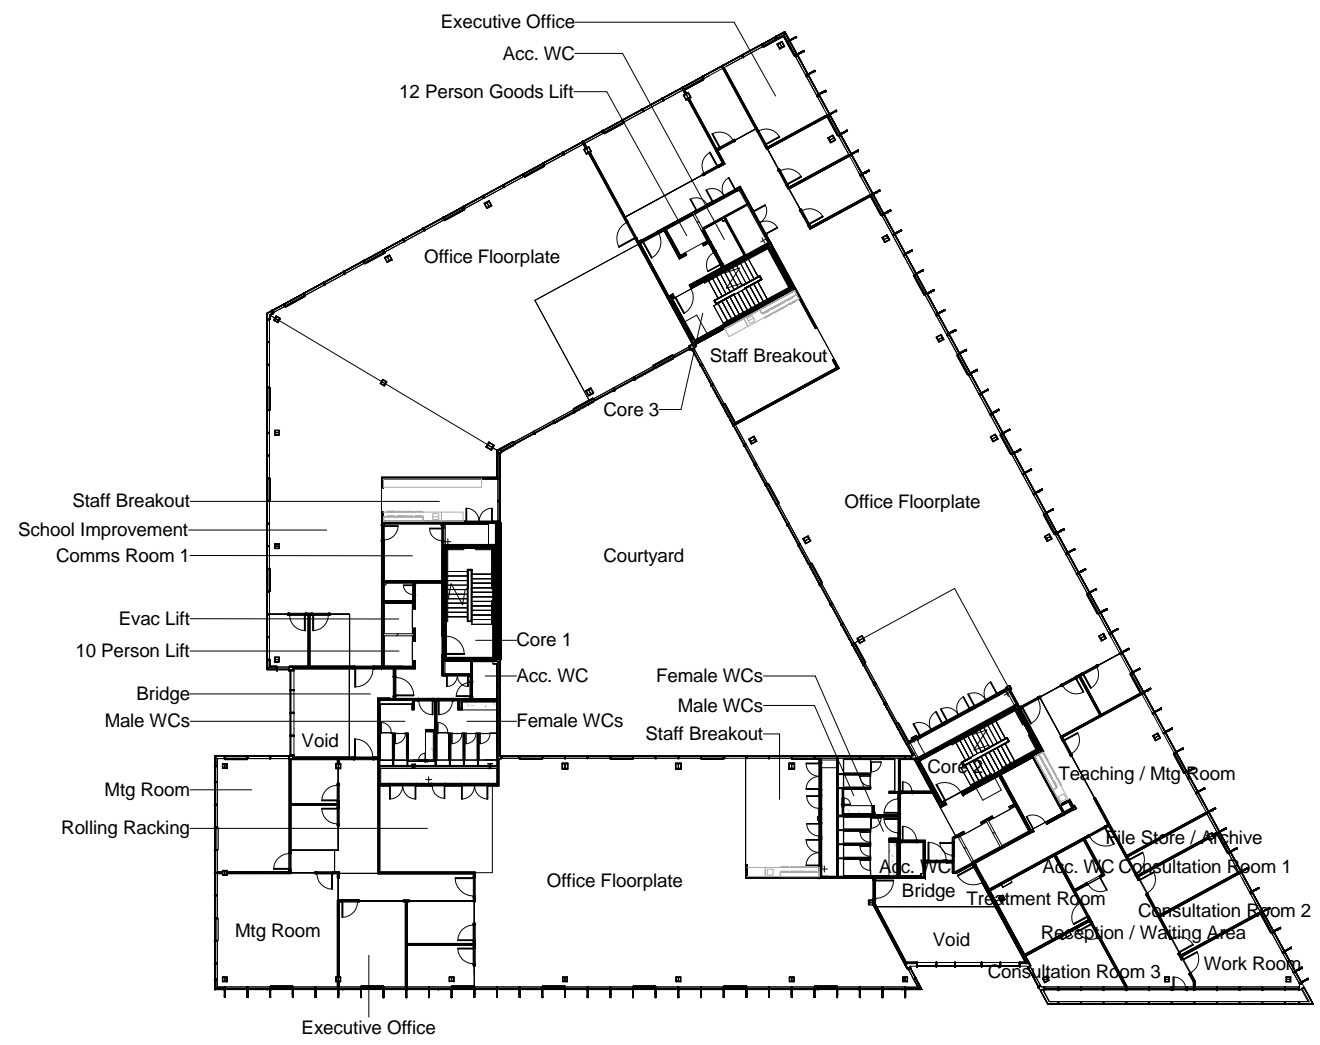 Executive Office
Acc. WC
12 Person Goods Lift
Office Floorplate
Staff Breakout
Core 3
Staff Breakout
School Improvement
Comms Room 1
Office Floorplate
Courtyard
Evac Lift
10 Person Lift
Core 1
Acc. WC
Female WCs
Bridge
Male WCs
Female WCs
Male WCs
Staff Breakout
Void
Core 2
Teaching / Mtg Room
Mtg Room
Rolling Racking
File Store / Archive
Acc. WC
Acc. WC
Consultation Room 1
Office Floorplate
Bridge
Treatment Room
Consultation Room 2
Mtg Room
Void
Reception / Waiting Area
Work Room
Consultation Room 3
Executive Office